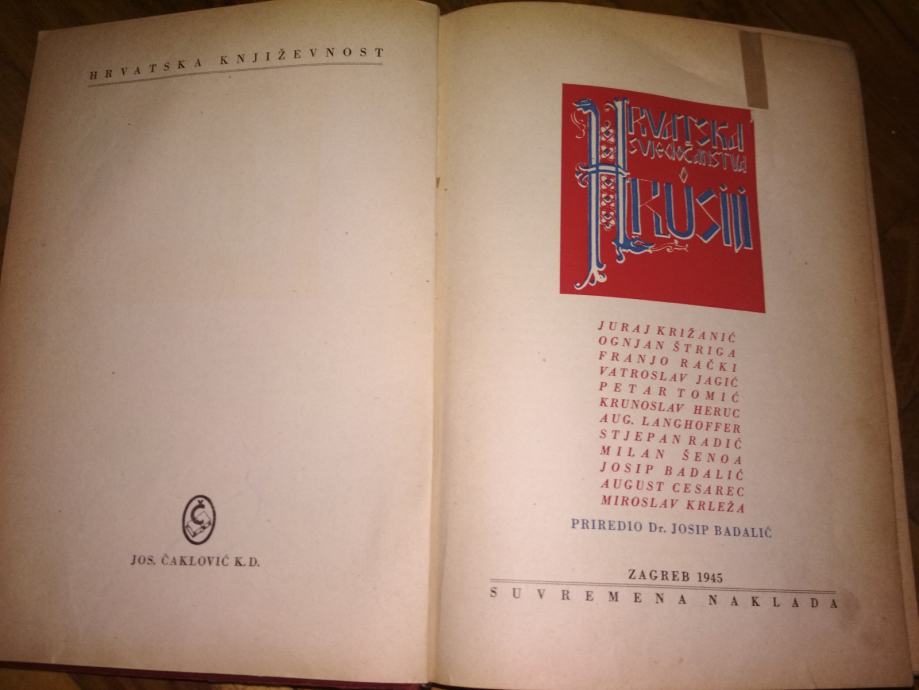 HRVATSKA KNJIŽEVNOST
Č
JOS. ČAKLOVIĆ K.D.
HRVATSKA
SVJEDOČANSTVA
O
RUSIJI
JURAJ KRIŽANIĆ
OGNJAN ŠTRIGA
FRANJO RAČKI
VATROSLAV JAGIĆ
PETAR TOMIĆ
KRUNOSLAV HERUC
AUG. LANGHOFFER
STJEPAN RADIĆ
MILAN ŠENOA
JOSIP BADALIĆ
AUGUST CESAREC
MIROSLAV KRLEŽA
PRIREDIO Dr. JOSIP BADALIĆ
ZAGREB 1945
SUVREMENA NAKLADA